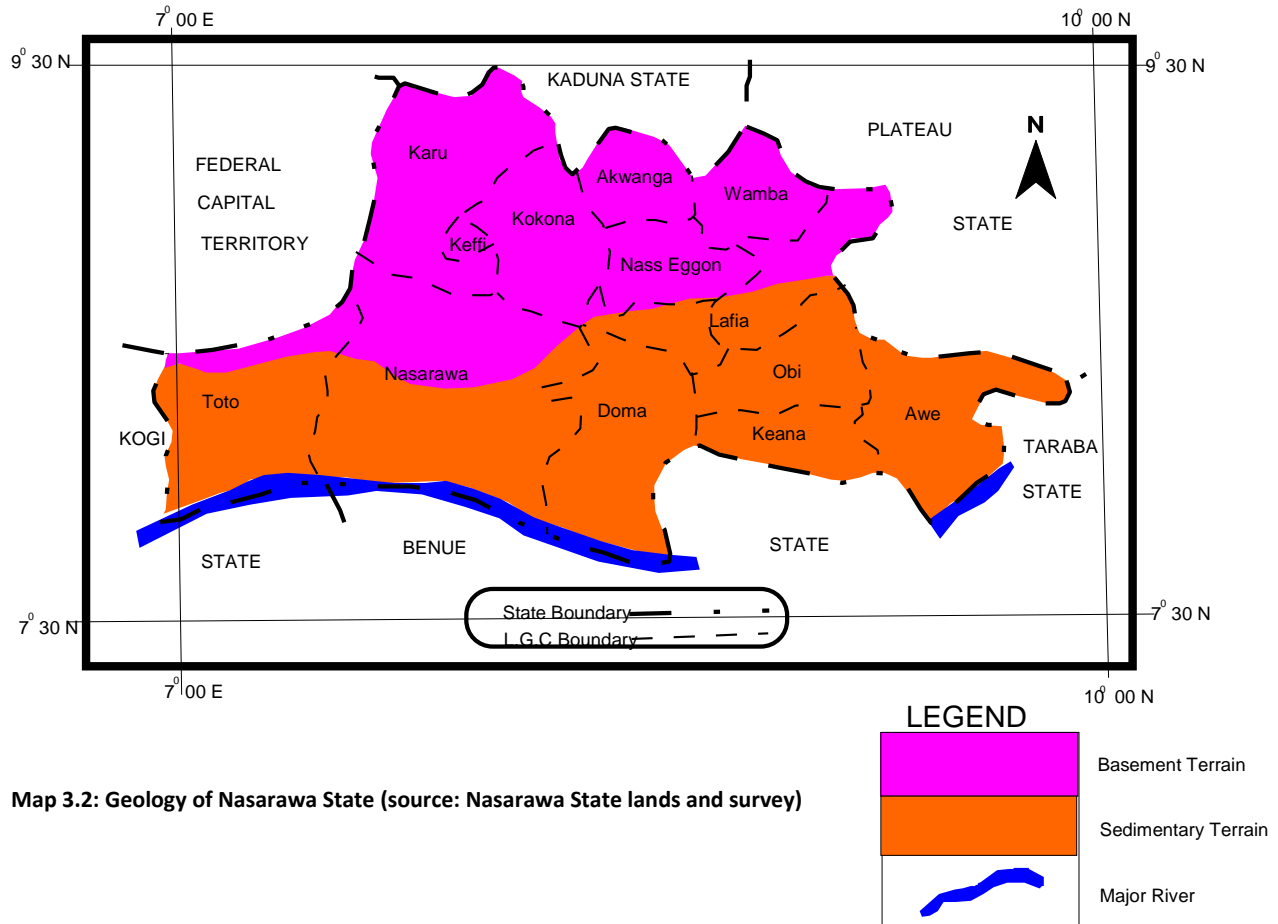 7⁰ 00 E
10⁰ 00 N
9⁰ 30 N
9⁰ 30 N
KADUNA STATE
PLATEAU
N
Karu
FEDERAL
Akwanga
Wamba
CAPITAL
Kokona
STATE
TERRITORY
Keffi
Nass Eggon
Lafia
Nasarawa
Obi
Toto
Doma
Awe
KOGI
Keana
TARABA
STATE
BENUE
STATE
STATE
State Boundary
L.G.C Boundary
7⁰ 30 N
7⁰ 30 N
7⁰ 00 E
10⁰ 00 N
LEGEND
Basement Terrain
Map 3.2: Geology of Nasarawa State (source: Nasarawa State lands and survey)
Sedimentary Terrain
Major River